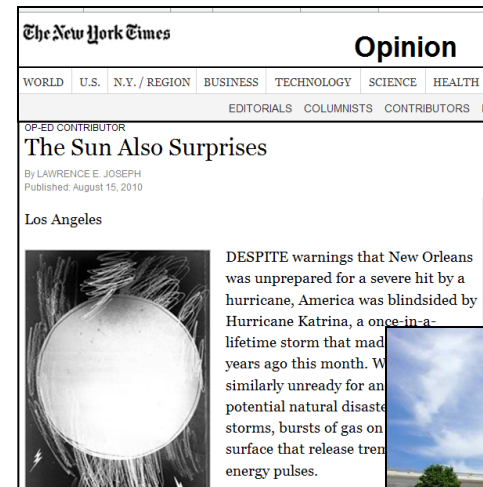 The New York Times
Opinion
WORLD U.S. N.Y. / REGION BUSINESS TECHNOLOGY SCIENCE HEALTH
EDITORIALS COLUMNISTS CONTRIBUTORS
OP-ED CONTRIBUTOR
The Sun Also Surprises
By LAWRENCE E. JOSEPH
Published: August 15, 2010
Los Angeles
DESPITE warnings that New Orleans
was unprepared for a severe hit by a
hurricane, America was blindsided by
Hurricane Katrina, a once-in-a-
lifetime storm that mad
years ago this month. W
similarly unready for an
potential natural disaste
storms, bursts of gas on
surface that release tren
energy pulses.